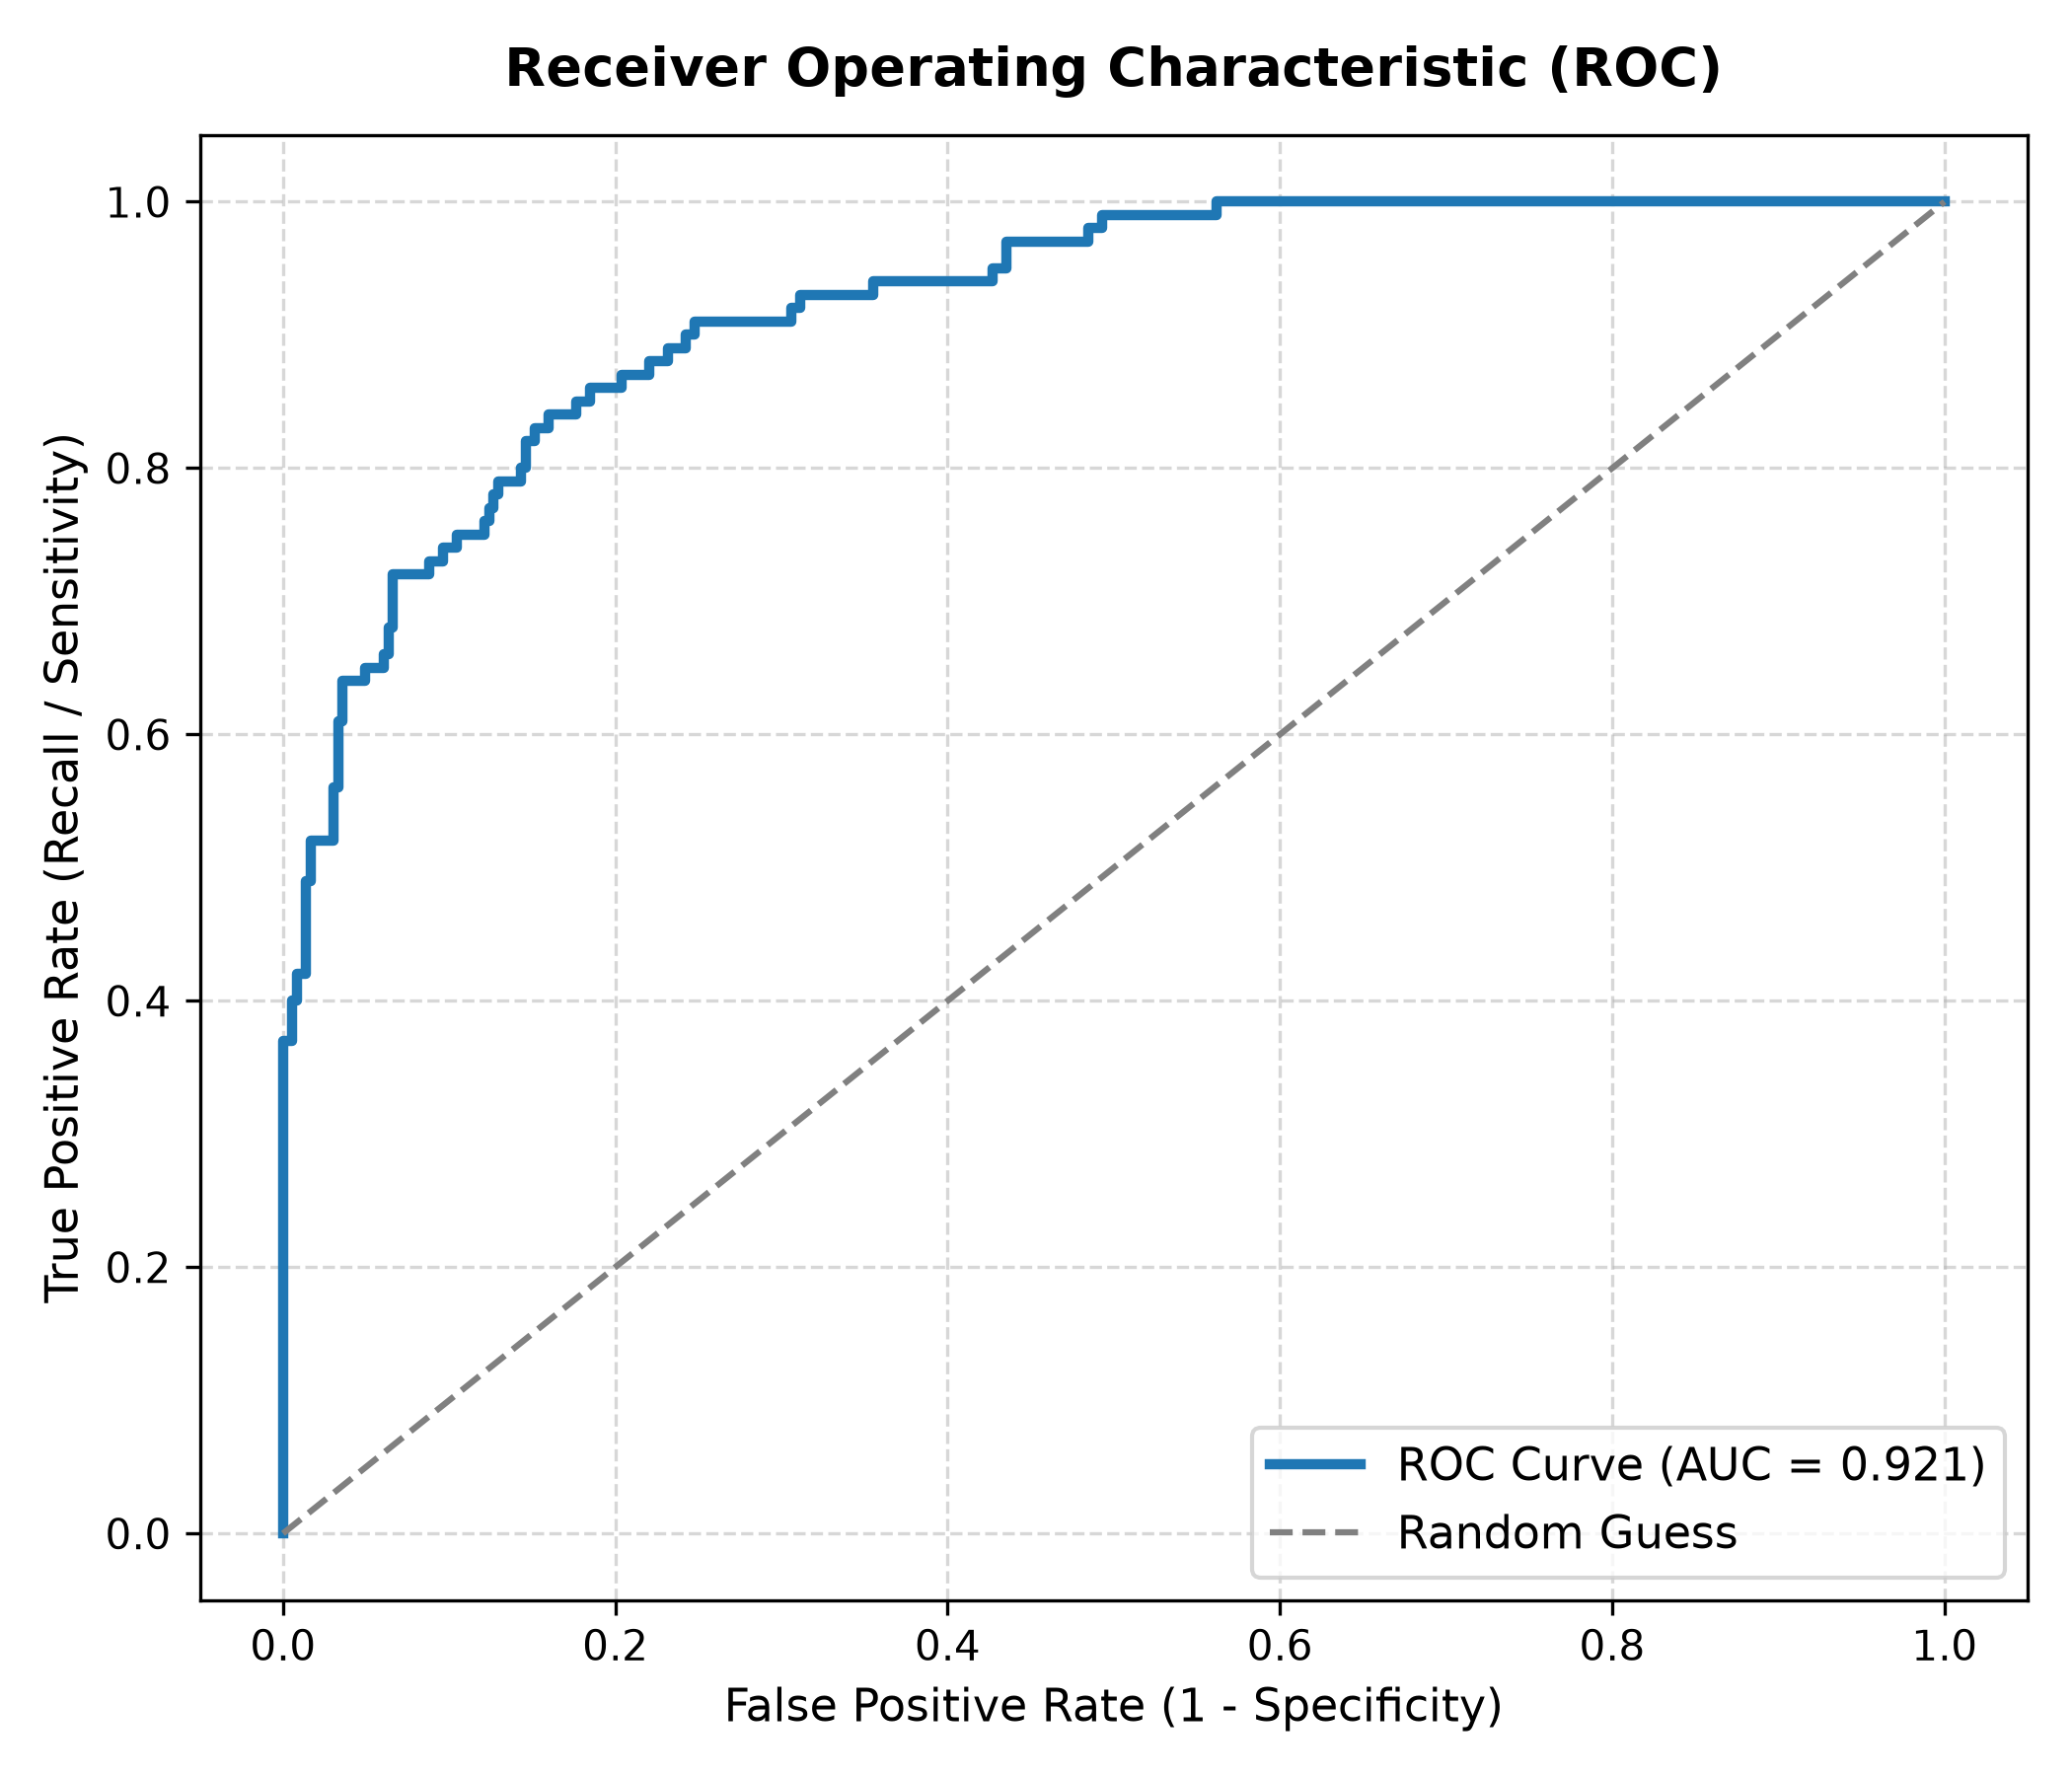 Receiver Operating Characteristic (ROC)
True Positive Rate (Recall / Sensitivity)
1.0
0.8
0.6
0.4
0.2
0.0
ROC Curve (AUC = 0.921)
Random Guess
0.0 0.2 0.4 0.6 0.8 1.0
False Positive Rate (1 - Specificity)